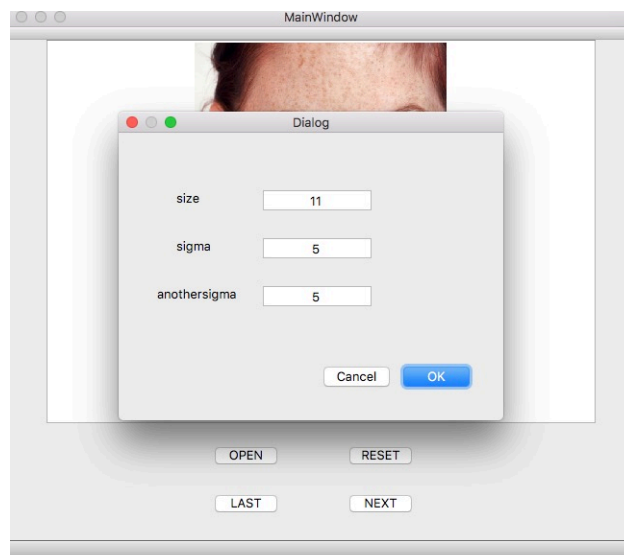 MainWindow
Dialog
size 11
sigma 5
anothersigma 5
Cancel OK
OPEN RESET
LAST NEXT